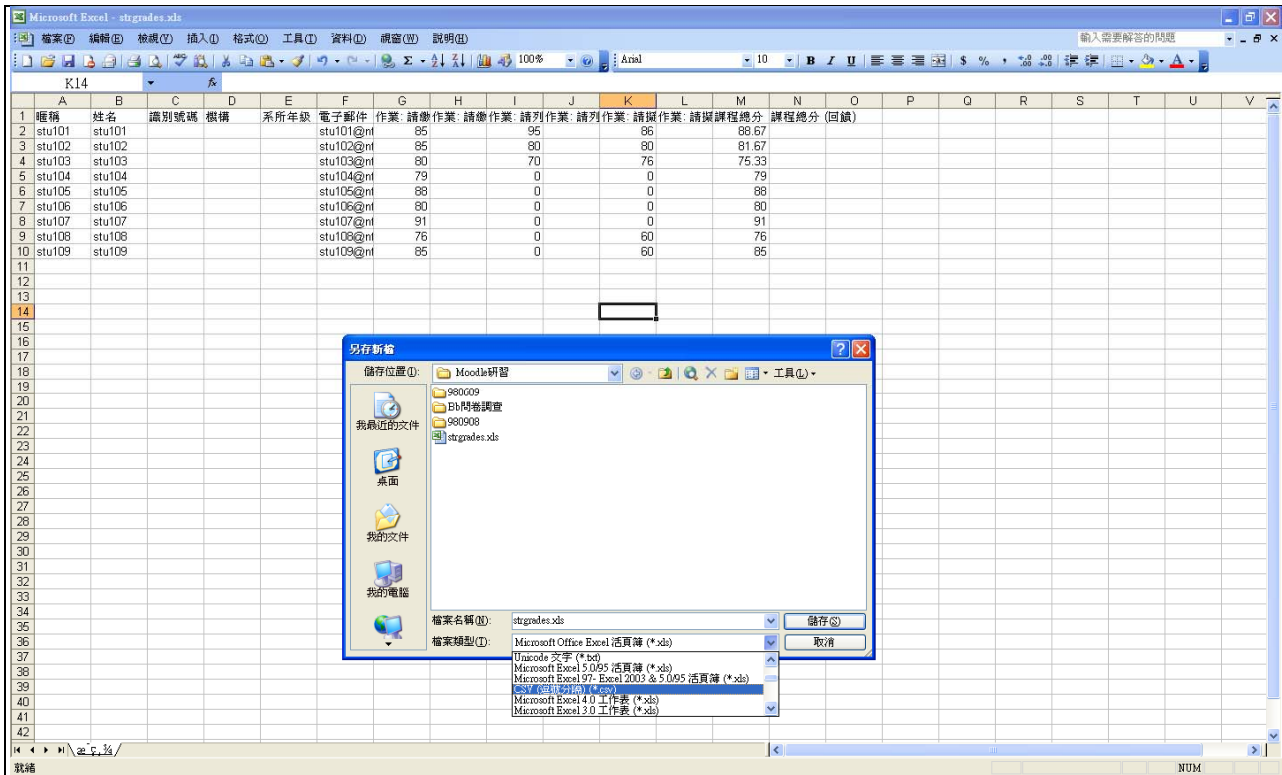 Microsoft Excel - strgrades.xls
檔案(F) 編輯(E) 檢視(V) 插入(I) 格式(O) 工具(T) 資料(D) 視窗(W) 說明(H) 輸入需要解答的問題
100% Arial 10 B I U $ %
K14 fx
A B C D E F G H I J K L M N O P Q R S T U V
1 暱稱 姓名 識別號碼 機構 系所年級 電子郵件 作業: 請繳 作業: 請繳 作業: 請列 作業: 請列 作業: 請擬 作業: 請擬 課程總分 課程總分 (回饋)
2 stu101 stu101 stu101@nf 85 95 86 88.67
3 stu102 stu102 stu102@nf 85 80 80 81.67
4 stu103 stu103 stu103@nf 80 70 76 75.33
5 stu104 stu104 stu104@nf 79 0 0 79
6 stu105 stu105 stu105@nf 88 0 0 88
7 stu106 stu106 stu106@nf 80 0 0 80
8 stu107 stu107 stu107@nf 91 0 0 91
9 stu108 stu108 stu108@nf 76 0 60 76
10 stu109 stu109 stu109@nf 85 0 60 85
11
12
13
14
15
16
17
18
19
20
21
22
23
24
25
26
27
28
29
30
31
32
33
34
35
36
37
38
39
40
41
42
另存新檔
儲存位置(I): Moodle研習 工具(L)
980609
Bb問卷調查
980908
strgrades.xls
我最近的文件
桌面
我的文件
我的電腦
檔案名稱(N): strgrades.xls 儲存(S)
檔案類型(T): Microsoft Office Excel 活頁簿 (*.xls) 取消
Unicode 文字 (*.txt)
Microsoft Excel 5.0/95 活頁簿 (*.xls)
Microsoft Excel 97- Excel 2003 & 5.0/95 活頁簿 (*.xls)
CSV (逗號分隔) (*.csv)
Microsoft Excel 4.0 工作表 (*.xls)
Microsoft Excel 3.0 工作表 (*.xls)
就緒 NUM